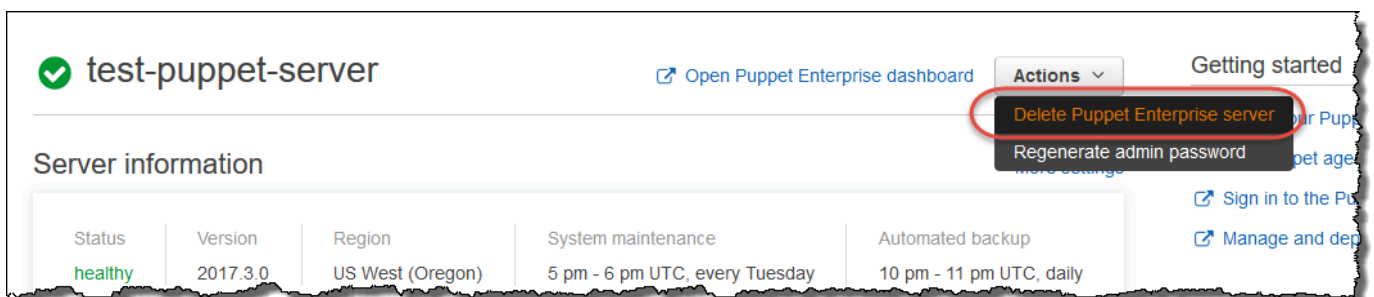 test-puppet-server
Open Puppet Enterprise dashboard
Actions
Getting started
Delete Puppet Enterprise server
Regenerate admin password
Server information
Sign in to the
Manage and
Status Version Region System maintenance Automated backup
healthy 2017.3.0 US West (Oregon) 5 pm - 6 pm UTC, every Tuesday 10 pm - 11 pm UTC, daily